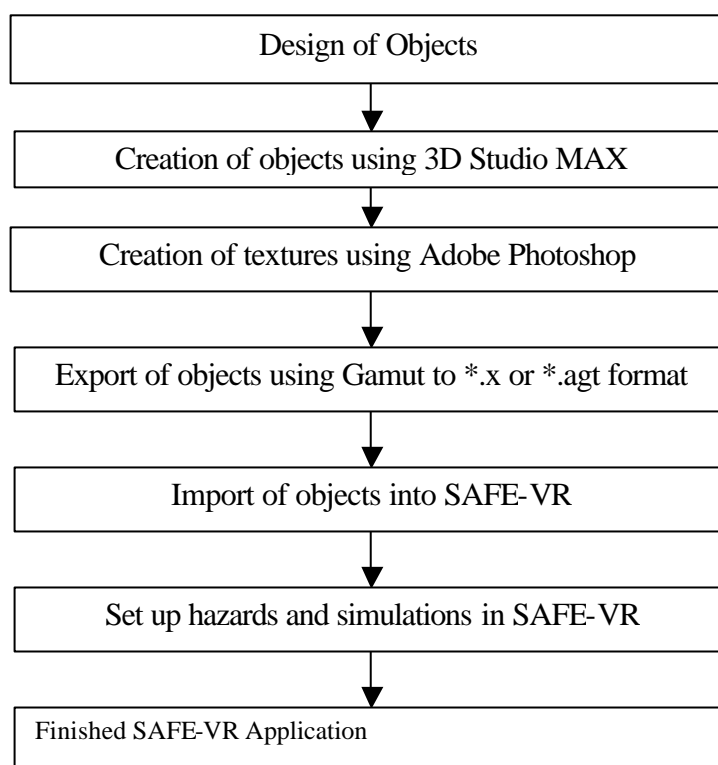 Design of Objects
Creation of objects using 3D Studio MAX
Creation of textures using Adobe Photoshop
Export of objects using Gamut to *.x or *.agt format
Import of objects into SAFE-VR
Set up hazards and simulations in SAFE-VR
Finished SAFE-VR Application